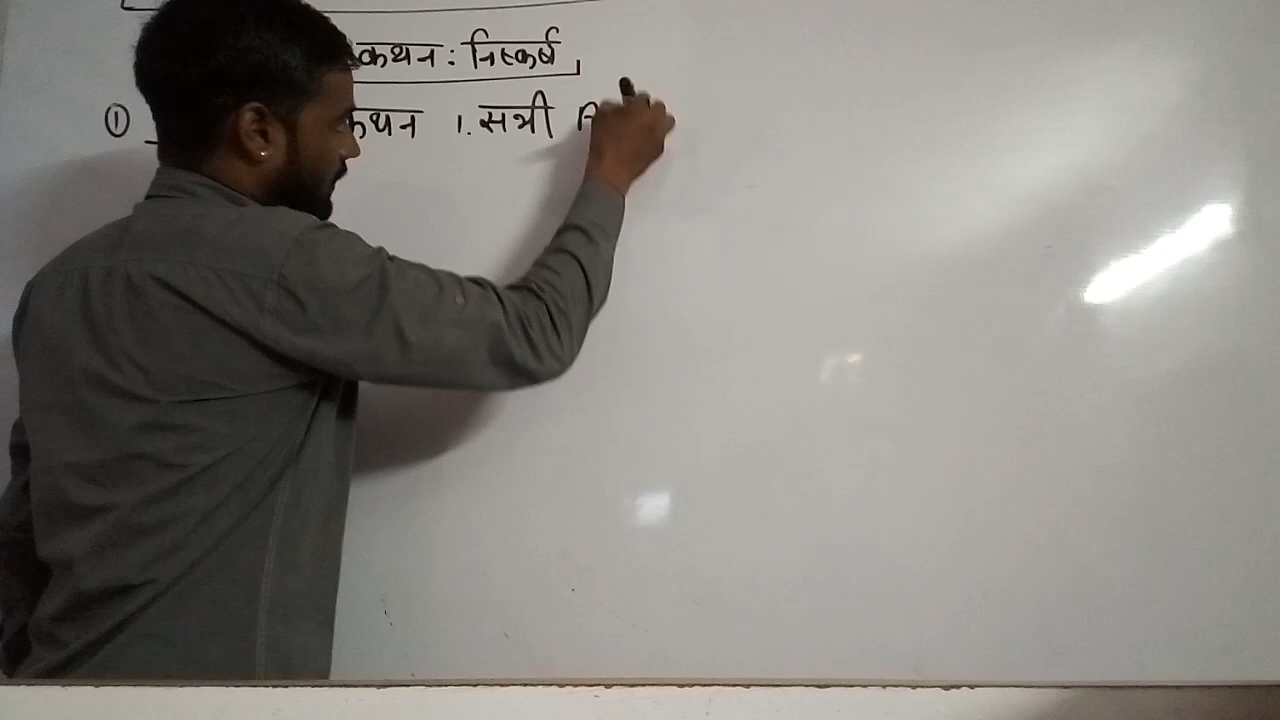 कथन : निष्कर्ष
① कथन 1. सभी